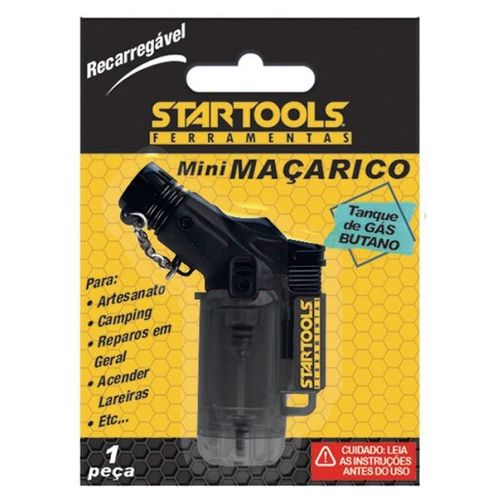 Recarregável
STARTOOLS
FERRAMENTAS
Mini MAÇARICO
Tanque
de GÁS
BUTANO
Para:
• Artesanato
• Camping
• Reparos em
Geral
• Acender
Lareiras
• Etc...
STARTOOLS
FERRAMENTAS
1
peça
CUIDADO: LEIA
AS INSTRUÇÕES
ANTES DO USO